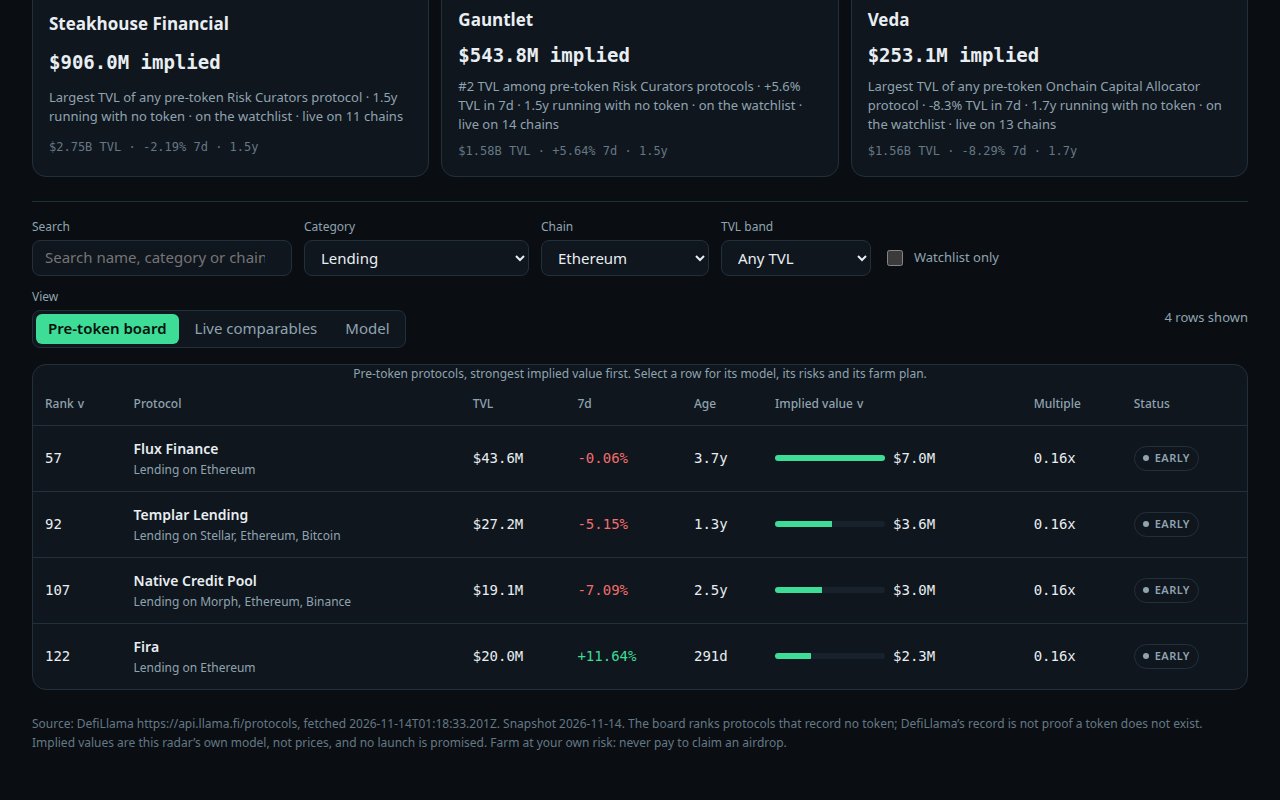 Steakhouse Financial
$906.0M implied
Largest TVL of any pre-token Risk Curators protocol · 1.5y
running with no token · on the watchlist · live on 11 chains
$2.75B TVL · -2.19% 7d · 1.5y
Gauntlet
$543.8M implied
#2 TVL among pre-token Risk Curators protocols · +5.6%
TVL in 7d · 1.5y running with no token · on the watchlist ·
live on 14 chains
$1.58B TVL · +5.64% 7d · 1.5y
Veda
$253.1M implied
Largest TVL of any pre-token Onchain Capital Allocator
protocol · -8.3% TVL in 7d · 1.7y running with no token · on
the watchlist · live on 13 chains
$1.56B TVL · -8.29% 7d · 1.7y
Search Category Chain TVL band
Search name, category or chain Lending Ethereum Any TVL Watchlist only
View
Pre-token board Live comparables Model 4 rows shown
Pre-token protocols, strongest implied value first. Select a row for its model, its risks and its farm plan.
Rank v Protocol TVL 7d Age Implied value v Multiple Status
57 Flux Finance $43.6M -0.06% 3.7y $7.0M 0.16x EARLY
Lending on Ethereum
92 Templar Lending $27.2M -5.15% 1.3y $3.6M 0.16x EARLY
Lending on Stellar, Ethereum, Bitcoin
107 Native Credit Pool $19.1M -7.09% 2.5y $3.0M 0.16x EARLY
Lending on Morph, Ethereum, Binance
122 Fira $20.0M +11.64% 291d $2.3M 0.16x EARLY
Lending on Ethereum
Source: DefiLlama https://api.llama.fi/protocols, fetched 2026-11-14T01:18:33.201Z. Snapshot 2026-11-14. The board ranks protocols that record no token; DefiLlama's record is not proof a token does not exist.
Implied values are this radar's own model, not prices, and no launch is promised. Farm at your own risk: never pay to claim an airdrop.